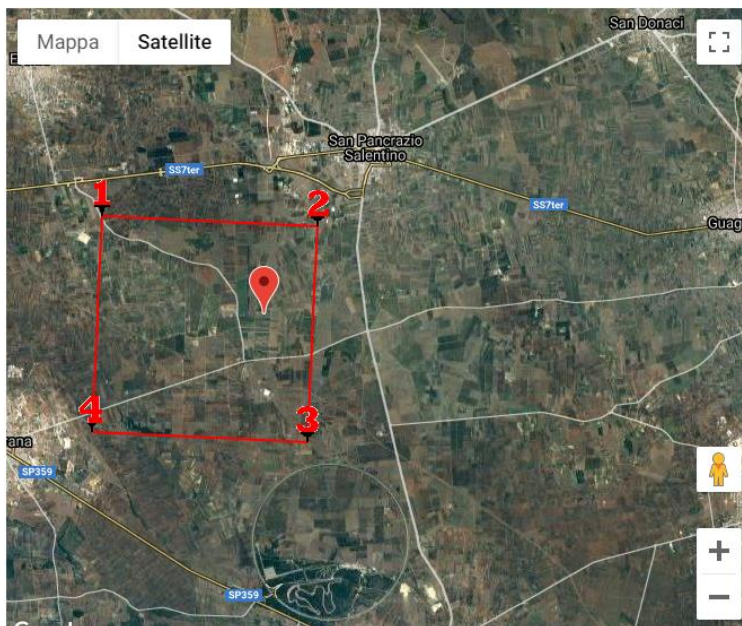 San Donaci
Mappa
Satellite
San Pancrazio
Salentino
SS7ter
1
2
SS7ter
Guag
4
3
rana
SP359
SP359